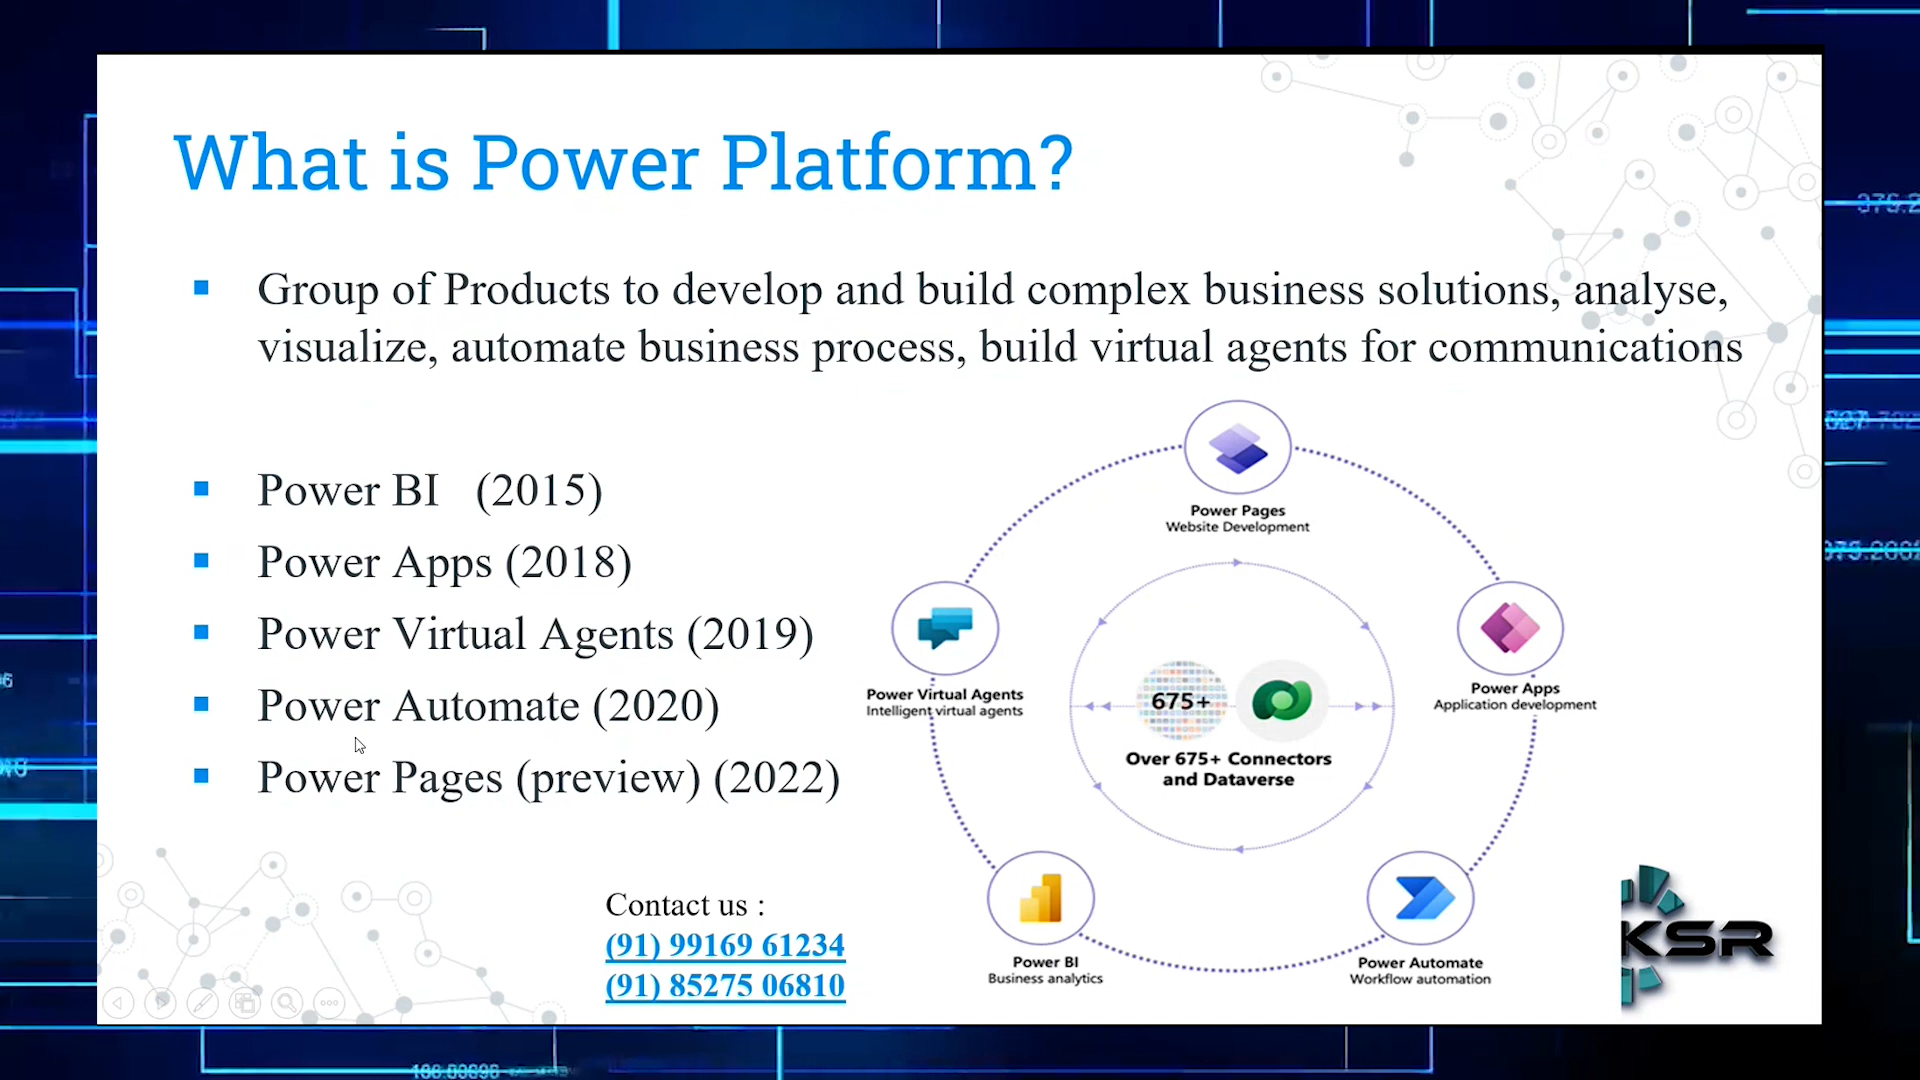 What is Power Platform?
Group of Products to develop and build complex business solutions, analyse,
visualize, automate business process, build virtual agents for communications
Power BI (2015)
Power Apps (2018)
Power Virtual Agents (2019)
Power Automate (2020)
Power Pages (preview) (2022)
Power Pages
Website Development
Power Virtual Agents
Intelligent virtual agents
Power Apps
Application development
675+
Over 675+ Connectors
and Dataverse
Power BI
Business analytics
Power Automate
Workflow automation
Contact us :
(91) 99169 61234
(91) 85275 06810
KSR